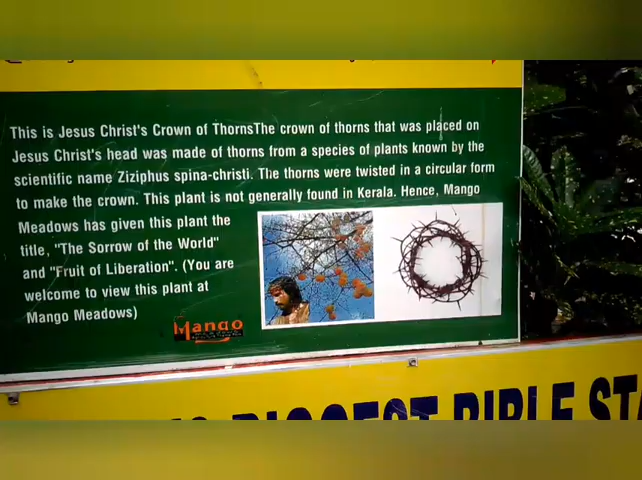 This is Jesus Christ's Crown of ThornsThe crown of thorns that was placed on
Jesus Christ's head was made of thorns from a species of plants known by the
scientific name Ziziphus spina-christi. The thorns were twisted in a circular form
to make the crown. This plant is not generally found in Kerala. Hence, Mango
Meadows has given this plant the
title, "The Sorrow of the World"
and "Fruit of Liberation". (You are
welcome to view this plant at
Mango Meadows)
Mango
BIGGEST BIBLE